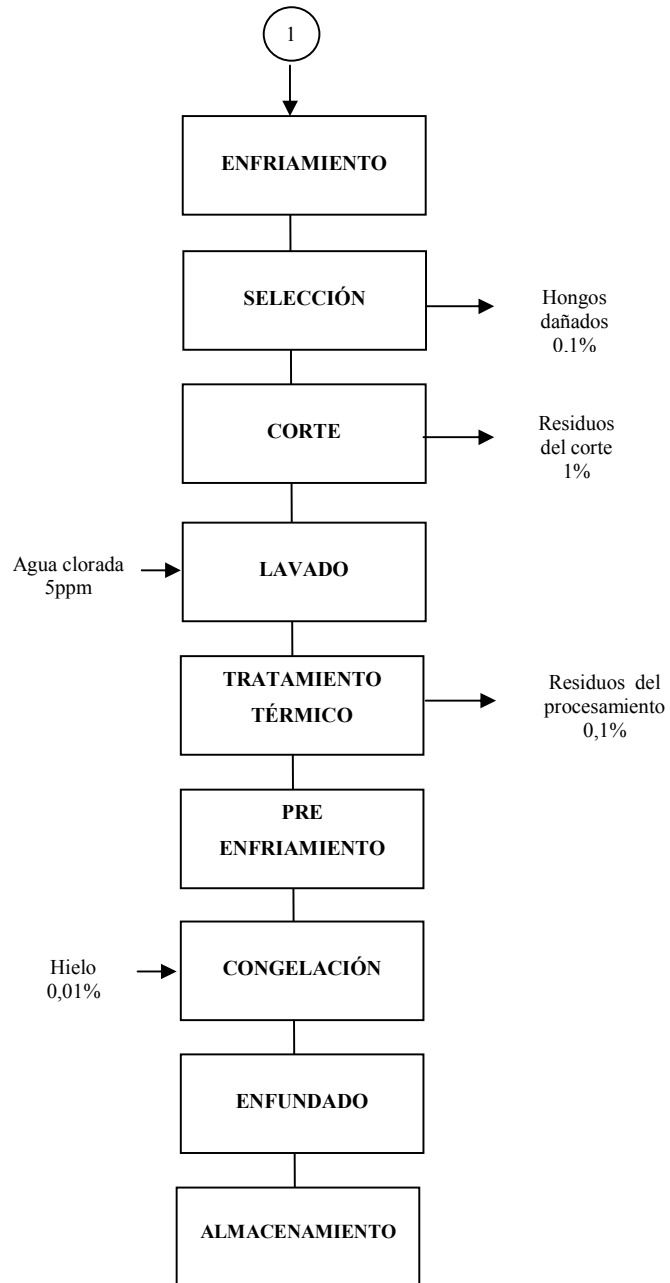 1
ENFRIAMIENTO
SELECCIÓN
Hongos
dañados
0.1%
CORTE
Residuos
del corte
1%
Agua clorada
5ppm
LAVADO
TRATAMIENTO
TÉRMICO
Residuos del
procesamiento
0,1%
PRE
ENFRIAMIENTO
Hielo
0,01%
CONGELACIÓN
ENFUNDADO
ALMACENAMIENTO